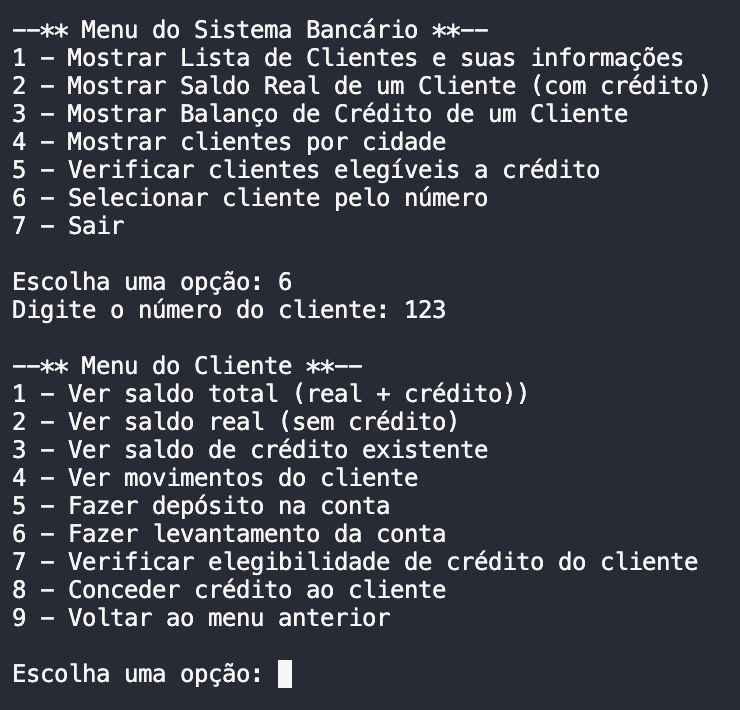 --** Menu do Sistema Bancário **--
1 - Mostrar Lista de Clientes e suas informações
2 - Mostrar Saldo Real de um Cliente (com crédito)
3 - Mostrar Balanço de Crédito de um Cliente
4 - Mostrar clientes por cidade
5 - Verificar clientes elegíveis a crédito
6 - Selecionar cliente pelo número
7 - Sair
Escolha uma opção: 6
Digite o número do cliente: 123
--** Menu do Cliente **--
1 - Ver saldo total (real + crédito))
2 - Ver saldo real (sem crédito)
3 - Ver saldo de crédito existente
4 - Ver movimentos do cliente
5 - Fazer depósito na conta
6 - Fazer levantamento da conta
7 - Verificar elegibilidade de crédito do cliente
8 - Conceder crédito ao cliente
9 - Voltar ao menu anterior
Escolha uma opção: